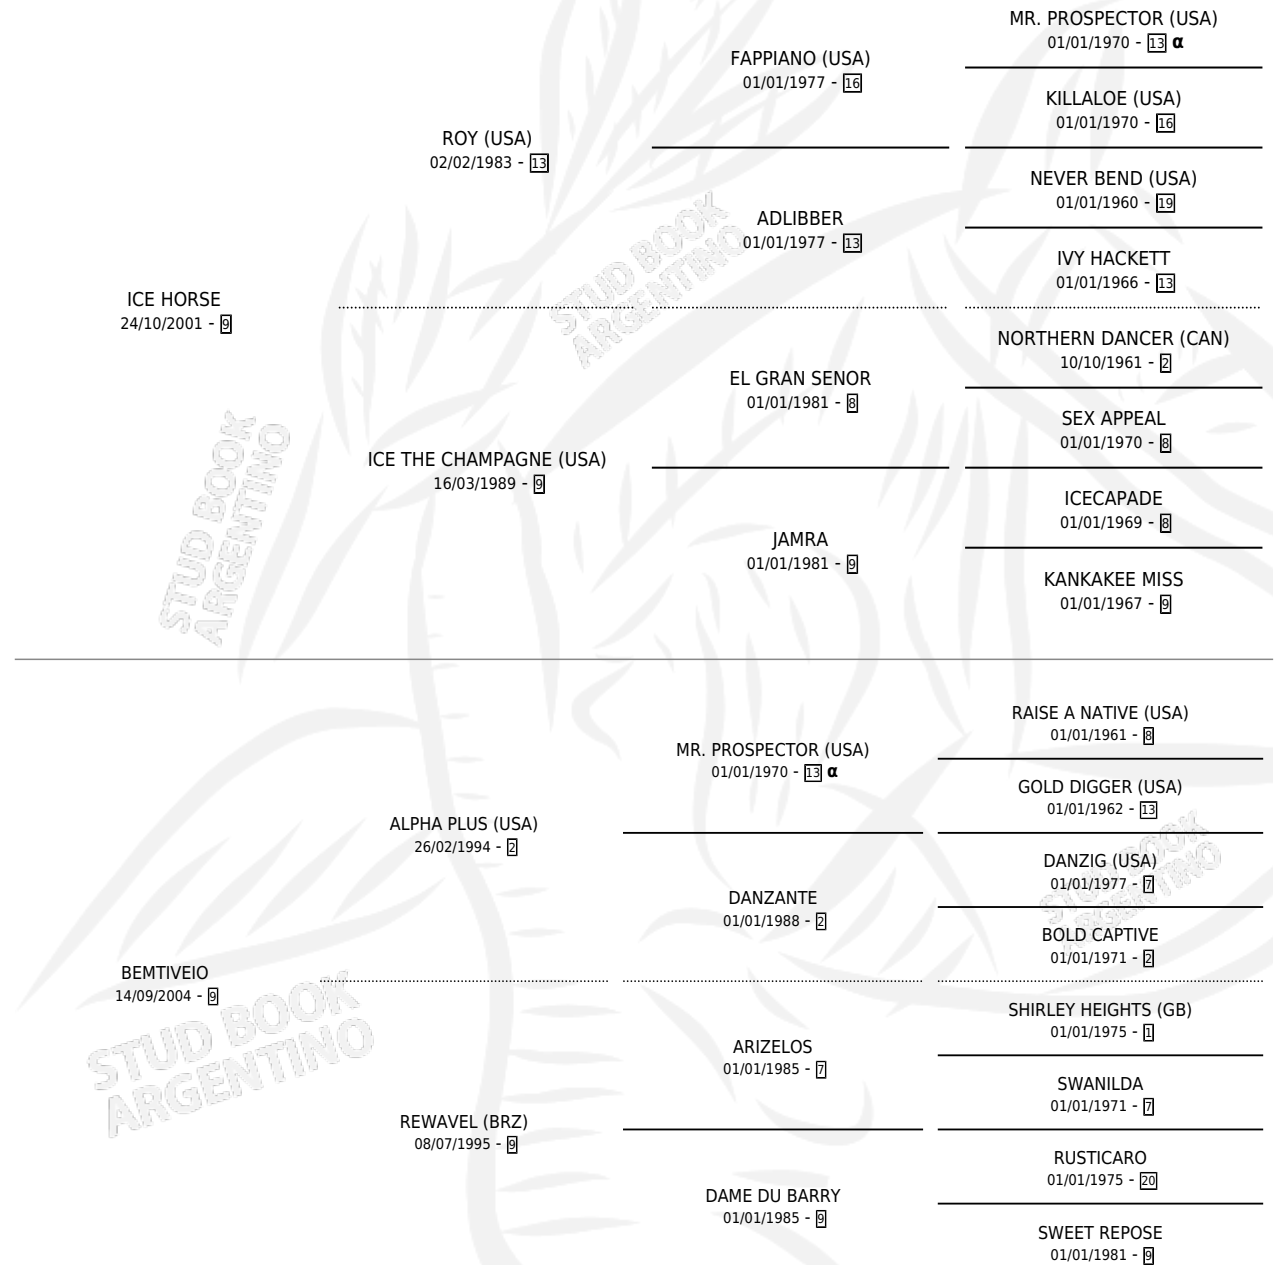 MR. PROSPECTOR (USA)
01/01/1970 - 13 α
FAPPIANO (USA)
01/01/1977 - 16
KILLALOE (USA)
01/01/1970 - 16
ROY (USA)
02/02/1983 - 13
NEVER BEND (USA)
01/01/1960 - 19
ADLIBBER
01/01/1977 - 13
IVY HACKETT
01/01/1966 - 13
ICE HORSE
24/10/2001 - 9
NORTHERN DANCER (CAN)
10/10/1961 - 2
EL GRAN SENOR
01/01/1981 - 8
SEX APPEAL
01/01/1970 - 8
ICE THE CHAMPAGNE (USA)
16/03/1989 - 9
ICECAPADE
01/01/1969 - 8
JAMRA
01/01/1981 - 9
KANKAKEE MISS
01/01/1967 - 9
RAISE A NATIVE (USA)
01/01/1961 - 8
MR. PROSPECTOR (USA)
01/01/1970 - 13 α
GOLD DIGGER (USA)
01/01/1962 - 13
ALPHA PLUS (USA)
26/02/1994 - 2
DANZIG (USA)
01/01/1977 - 7
DANZANTE
01/01/1988 - 2
BOLD CAPTIVE
01/01/1971 - 2
BEMTIVEIO
14/09/2004 - 9
SHIRLEY HEIGHTS (GB)
01/01/1975 - 1
ARIZELOS
01/01/1985 - 7
SWANILDA
01/01/1971 - 7
REWAVEL (BRZ)
08/07/1995 - 9
RUSTICARO
01/01/1975 - 20
DAME DU BARRY
01/01/1985 - 9
SWEET REPOSE
01/01/1981 - 9
STUD BOOK
ARGENTINO
STUD BOOK
ARGENTINO
STUD BOOK
ARGENTINO
STUD BOOK
ARGENTINO